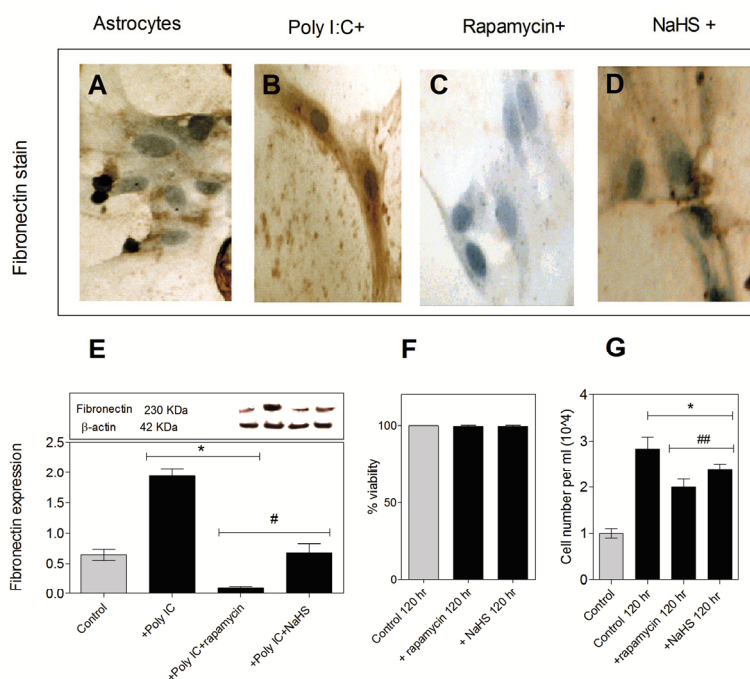 Astrocytes Poly I:C+ Rapamycin+ NaHS +
Fibronectin stain
A B C D
E F G
Fibronectin 230 KDa
β-actin 42 KDa
Fibronectin expression
2.5
2.0
1.5
1.0
0.5
0.0
*
#
Control
+Poly IC
+Poly IC+rapamycin
+Poly IC+NaHS
% viability
100
50
0
Control 120 hr
+ rapamycin 120 hr
+ NaHS 120 hr
Cell number per ml (10^4)
4
3
2
1
0
*
##
Control
Control 120 hr
+rapamycin 120 hr
+NaHS 120 hr